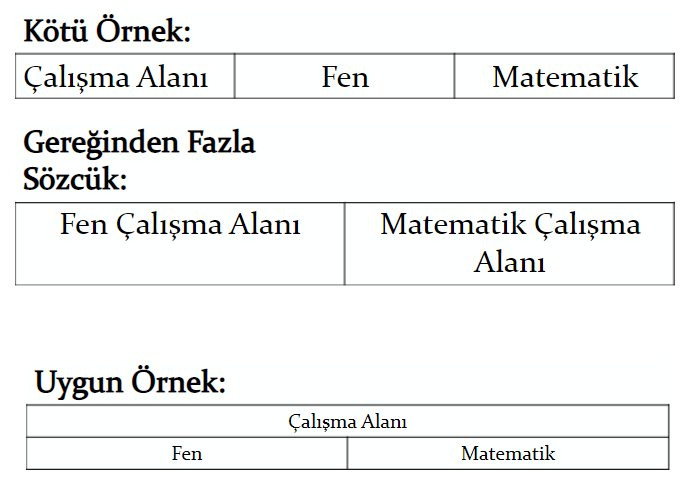 Kötü Örnek:
Çalışma Alanı Fen Matematik
Gereğinden Fazla
Sözcük:
Fen Çalışma Alanı Matematik Çalışma
Alanı
Uygun Örnek:
Çalışma Alanı
Fen Matematik